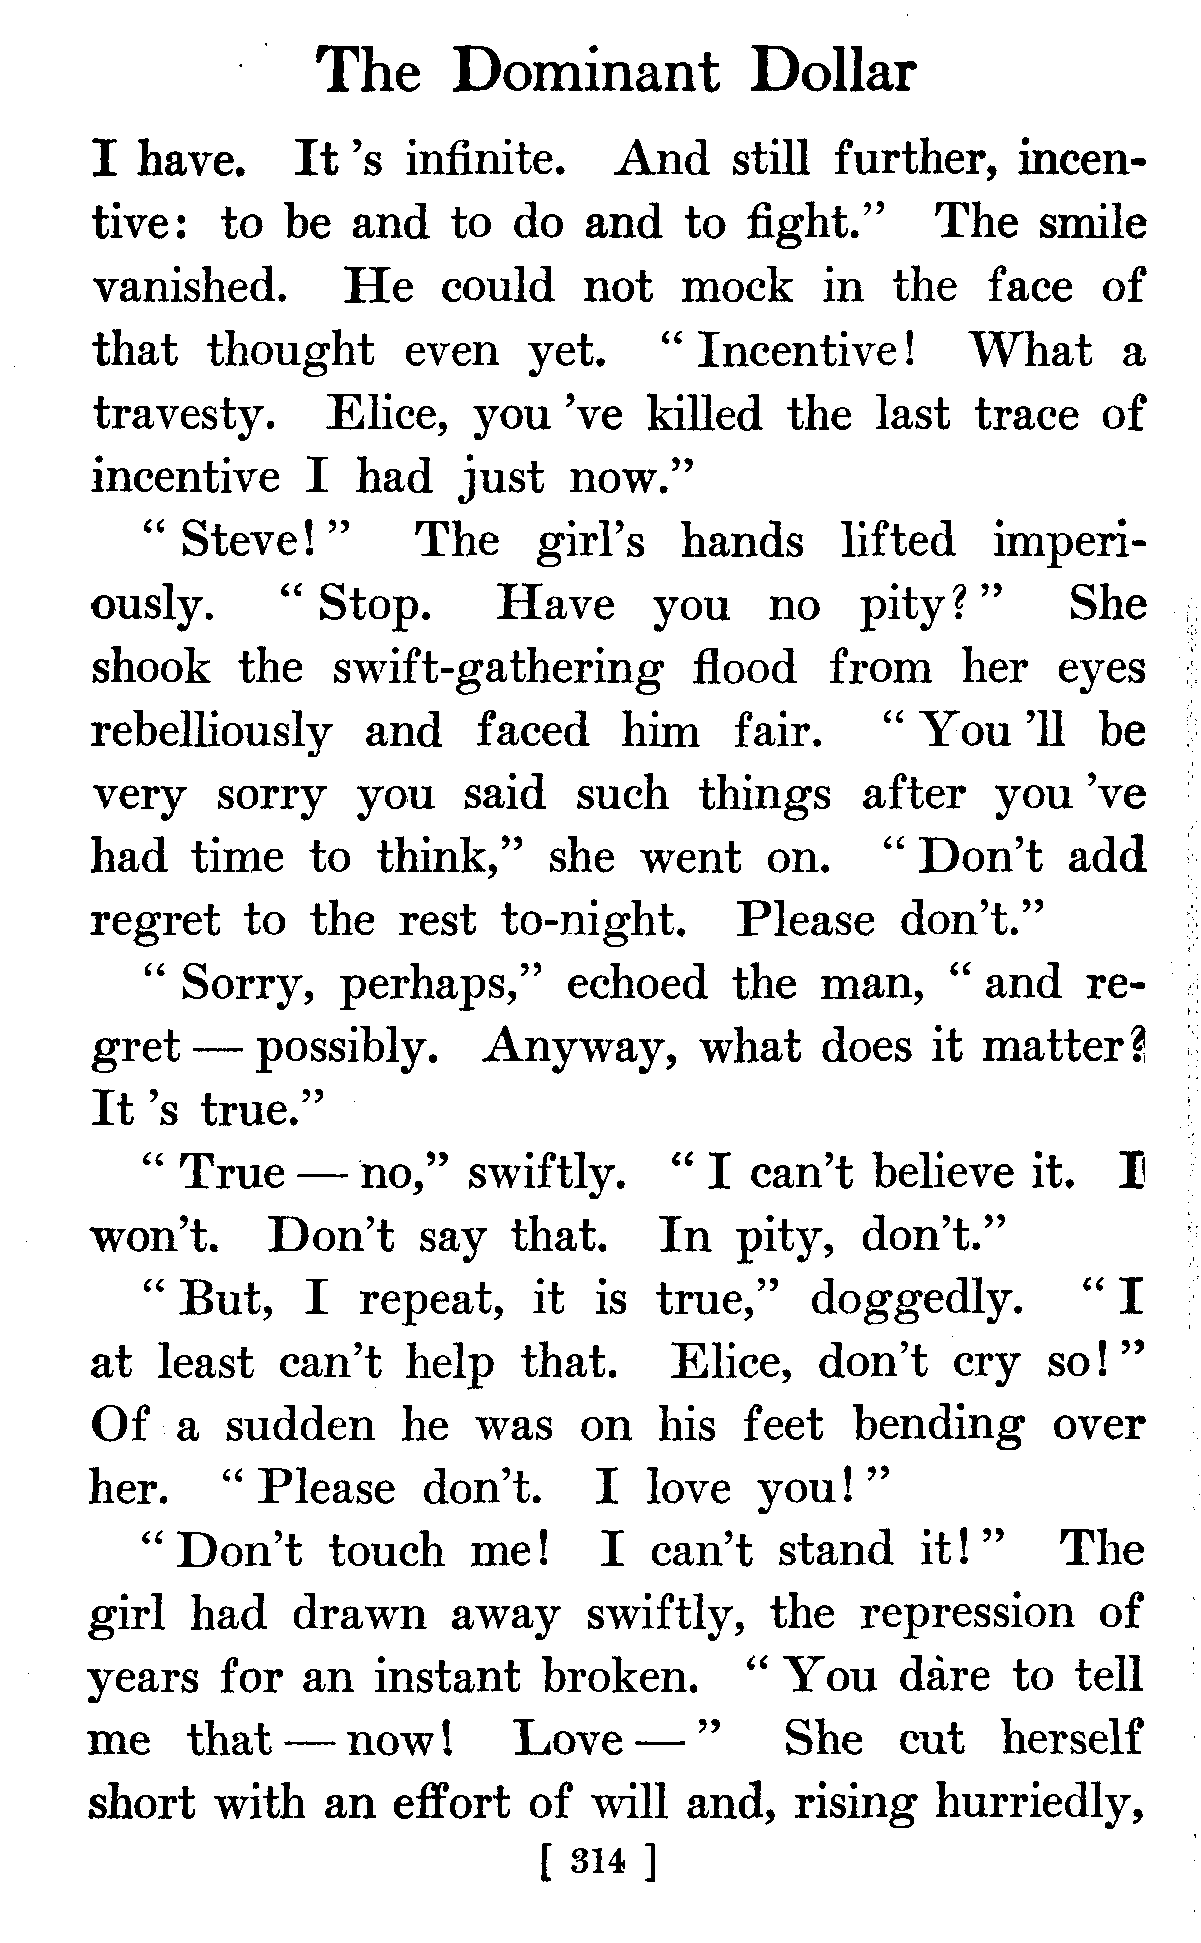 The Dominant Dollar
I have. It 's infinite. And still further, incen-
tive: to be and to do and to fight." The smile
vanished. He could not mock in the face of
that thought even yet. " Incentive! What a
travesty. Elice, you 've killed the last trace of
incentive I had just now."
" Steve! " The girl's hands lifted imperi-
ously. " Stop. Have you no pity? " She
shook the swift-gathering flood from her eyes
rebelliously and faced him fair. " You 'll be
very sorry you said such things after you 've
had time to think," she went on. " Don't add
regret to the rest to-night. Please don't."
" Sorry, perhaps," echoed the man, " and re-
gret — possibly. Anyway, what does it matter?
It 's true."
" True — no," swiftly. " I can't believe it. I
won't. Don't say that. In pity, don't."
" But, I repeat, it is true," doggedly. " I
at least can't help that. Elice, don't cry so! "
Of a sudden he was on his feet bending over
her. " Please don't. I love you! "
" Don't touch me! I can't stand it! " The
girl had drawn away swiftly, the repression of
years for an instant broken. " You dare to tell
me that — now! Love — " She cut herself
short with an effort of will and, rising hurriedly,
[ 314 ]